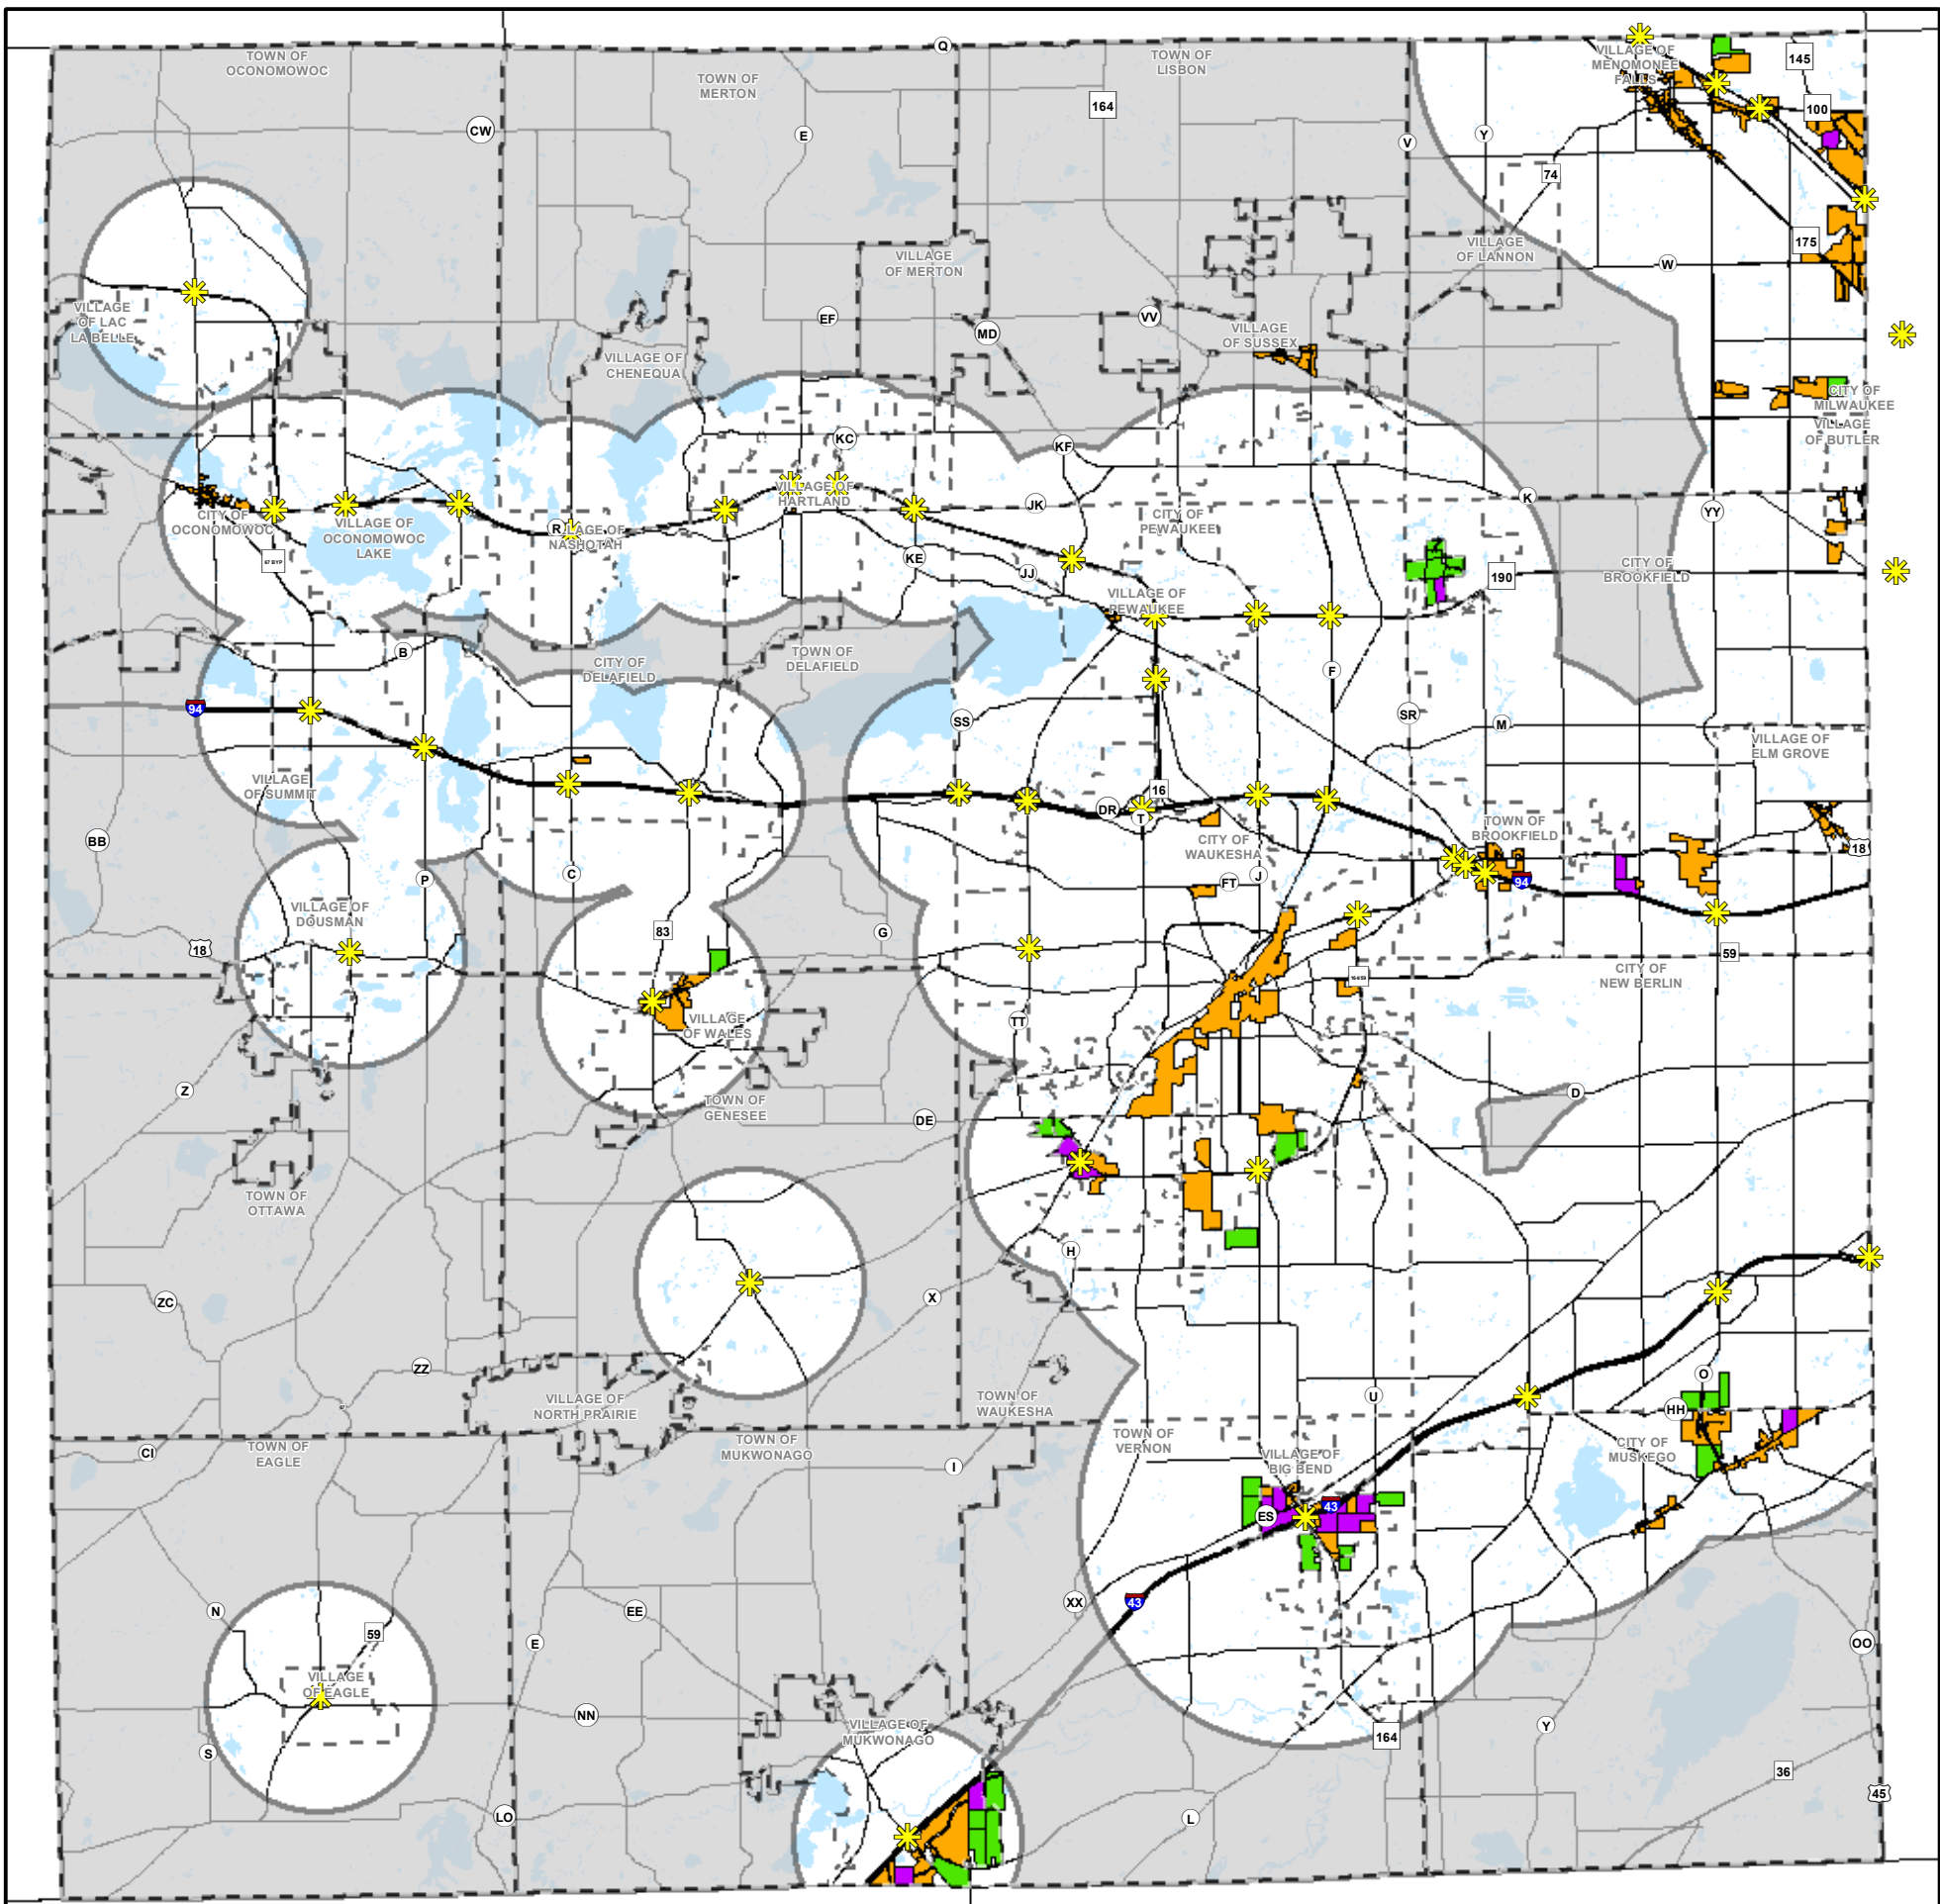 Q
TOWN OF
OCONOMOWOC
TOWN OF
MERTON
TOWN OF
LISBON
VILLAGE OF
MENOMONEE
FALLS
145
164
100
CW
E
V
Y
74
175
VILLAGE
OF LANNON
W
VILLAGE
OF MERTON
VILLAGE
OF LAC
LA BELLE
EF
MD
VV
VILLAGE
OF SUSSEX
VILLAGE OF
CHENEQUA
CITY OF
MILWAUKEE
VILLAGE
OF BUTLER
KC
KF
K
YY
JK
VILLAGE OF
HARTLAND
CITY OF
OCONOMOWOC
VILLAGE OF
OCONOMOWOC
LAKE
R
VILLAGE OF
NASHOTAH
CITY OF
PEWAUKEE
67 BYP
KE
JJ
190
CITY OF
BROOKFIELD
VILLAGE OF
PEWAUKEE
B
CITY OF
DELAFIELD
TOWN OF
DELAFIELD
F
94
SS
SR
M
VILLAGE OF
ELM GROVE
VILLAGE
OF SUMMIT
16
DR
T
TOWN OF
BROOKFIELD
BB
CITY OF
WAUKESHA
18
P
C
FT
J
94
VILLAGE OF
DOUSMAN
18
83
G
59
CITY OF
NEW BERLIN
164/59
VILLAGE
OF WALES
TT
Z
TOWN OF
GENESEE
DE
D
TOWN OF
OTTAWA
H
ZC
X
ZZ
O
U
VILLAGE OF
NORTH PRAIRIE
TOWN OF
WAUKESHA
HH
CI
TOWN OF
EAGLE
TOWN OF
MUKWONAGO
I
TOWN OF
VERNON
VILLAGE OF
BIG BEND
CITY OF
MUSKEGO
43
ES
43
XX
N
EE
59
E
OO
VILLAGE
OF EAGLE
NN
VILLAGE OF
MUKWONAGO
Y
164
S
36
45
LO
L